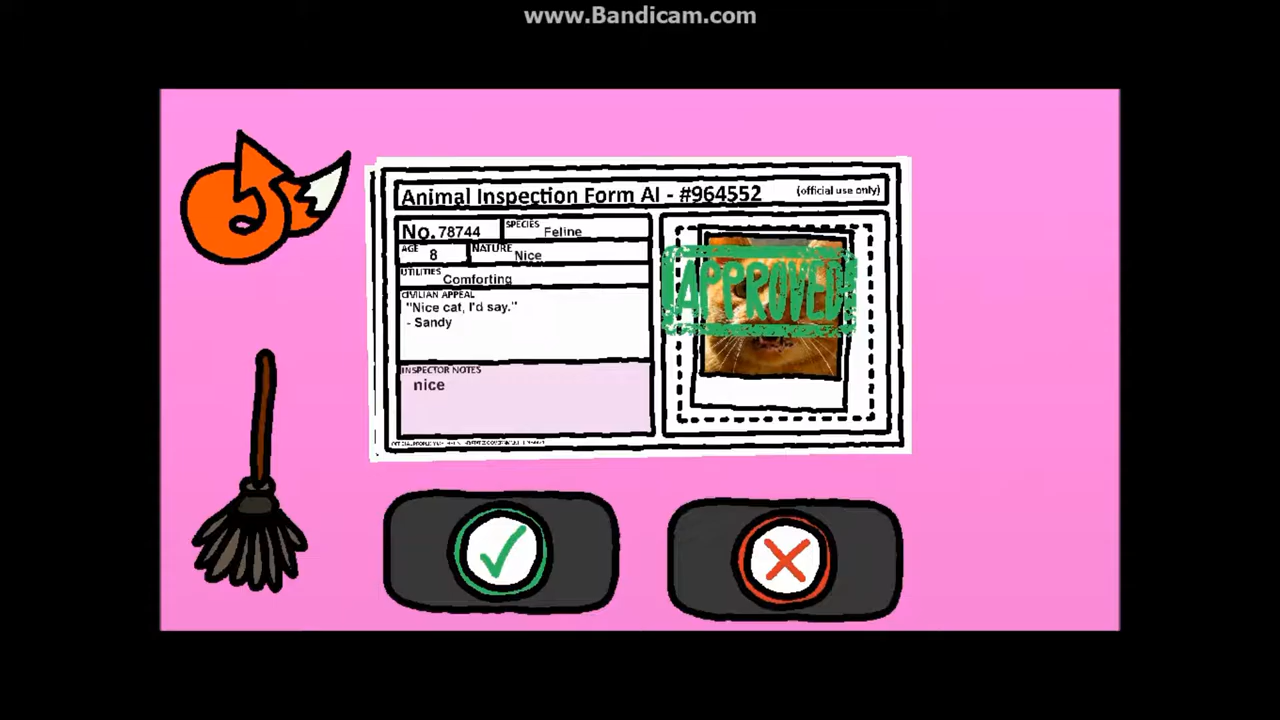 www.Bandicam.com
Animal Inspection Form AI - #964552
(official use only)
No. 78744
SPECIES
Feline
AGE
8
NATURE
Nice
UTILITIES
Comforting
CIVILIAN APPEAL
"Nice cat, I'd say."
- Sandy
INSPECTOR NOTES
nice
APPROVED